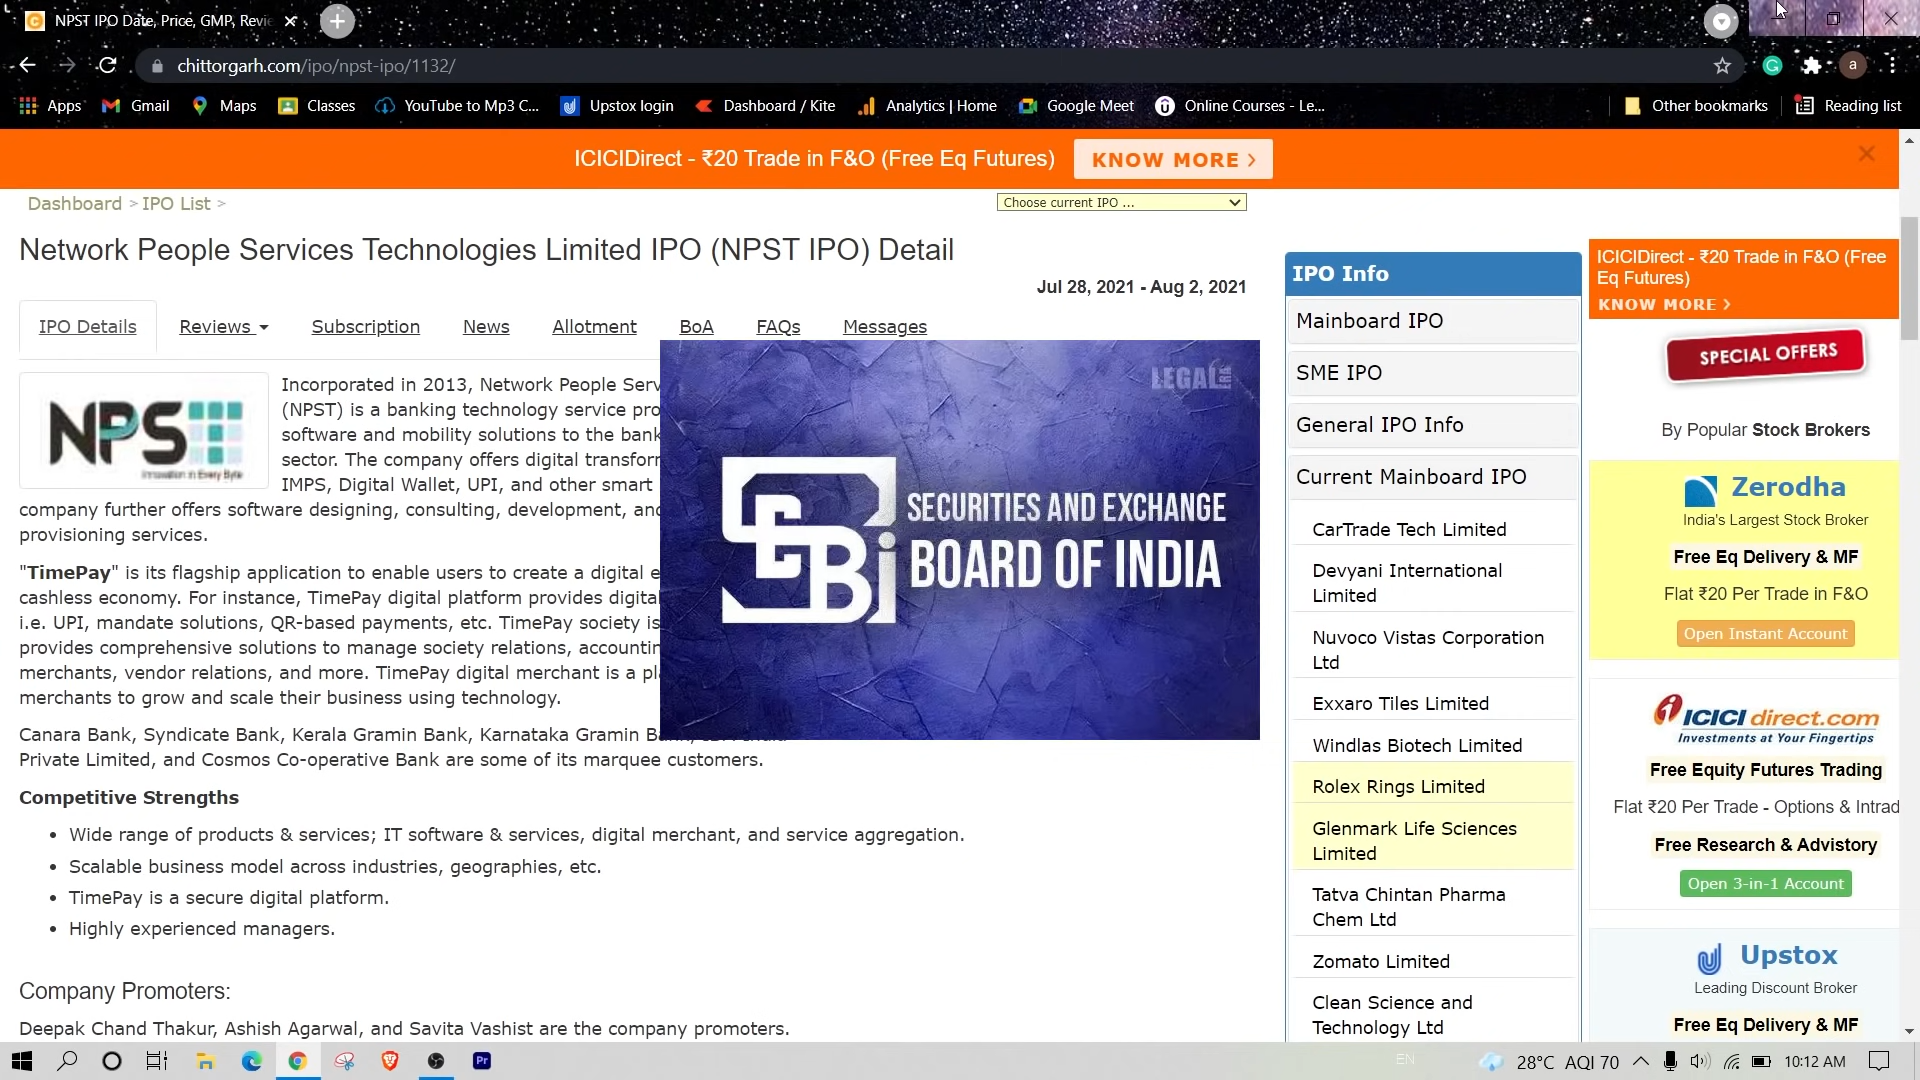 NPST IPO Date, Price, GMP, Revie
chittorgarh.com/ipo/npst-ipo/1132/
a
Apps
Gmail
Maps
Classes
YouTube to Mp3 C...
Upstox login
Dashboard / Kite
Analytics | Home
Google Meet
Online Courses - Le...
Other bookmarks
Reading list
ICICIDirect - ₹20 Trade in F&O (Free Eq Futures)
KNOW MORE >
Dashboard > IPO List >
Choose current IPO ...
Network People Services Technologies Limited IPO (NPST IPO) Detail
Jul 28, 2021 - Aug 2, 2021
IPO Details
Reviews
Subscription
News
Allotment
BoA
FAQs
Messages
NPS
Innovation in Every Byte
Incorporated in 2013, Network People Serv
(NPST) is a banking technology service pro
software and mobility solutions to the bank
sector. The company offers digital transforr
IMPS, Digital Wallet, UPI, and other smart
company further offers software designing, consulting, development, and
provisioning services.
"TimePay" is its flagship application to enable users to create a digital e
cashless economy. For instance, TimePay digital platform provides digital
i.e. UPI, mandate solutions, QR-based payments, etc. TimePay society is
provides comprehensive solutions to manage society relations, accountin
merchants, vendor relations, and more. TimePay digital merchant is a pl
merchants to grow and scale their business using technology.
Canara Bank, Syndicate Bank, Kerala Gramin Bank, Karnataka Gramin
Private Limited, and Cosmos Co-operative Bank are some of its marquee customers.
Competitive Strengths
• Wide range of products & services; IT software & services, digital merchant, and service aggregation.
• Scalable business model across industries, geographies, etc.
• TimePay is a secure digital platform.
• Highly experienced managers.
Company Promoters:
Deepak Chand Thakur, Ashish Agarwal, and Savita Vashist are the company promoters.
LEGAL ERA
SEBi
SECURITIES AND EXCHANGE
BOARD OF INDIA
IPO Info
Mainboard IPO
SME IPO
General IPO Info
Current Mainboard IPO
CarTrade Tech Limited
Devyani International
Limited
Nuvoco Vistas Corporation
Ltd
Exxaro Tiles Limited
Windlas Biotech Limited
Rolex Rings Limited
Glenmark Life Sciences
Limited
Tatva Chintan Pharma
Chem Ltd
Zomato Limited
Clean Science and
Technology Ltd
ICICIDirect - ₹20 Trade in F&O (Free
Eq Futures)
KNOW MORE >
SPECIAL OFFERS
By Popular Stock Brokers
Zerodha
India's Largest Stock Broker
Free Eq Delivery & MF
Flat ₹20 Per Trade in F&O
Open Instant Account
ICICI direct.com
Investments at Your Fingertips
Free Equity Futures Trading
Flat ₹20 Per Trade - Options & Intrad
Free Research & Advistory
Open 3-in-1 Account
Upstox
Leading Discount Broker
Free Eq Delivery & MF
Pr
EN
28°C AQI 70
10:12 AM